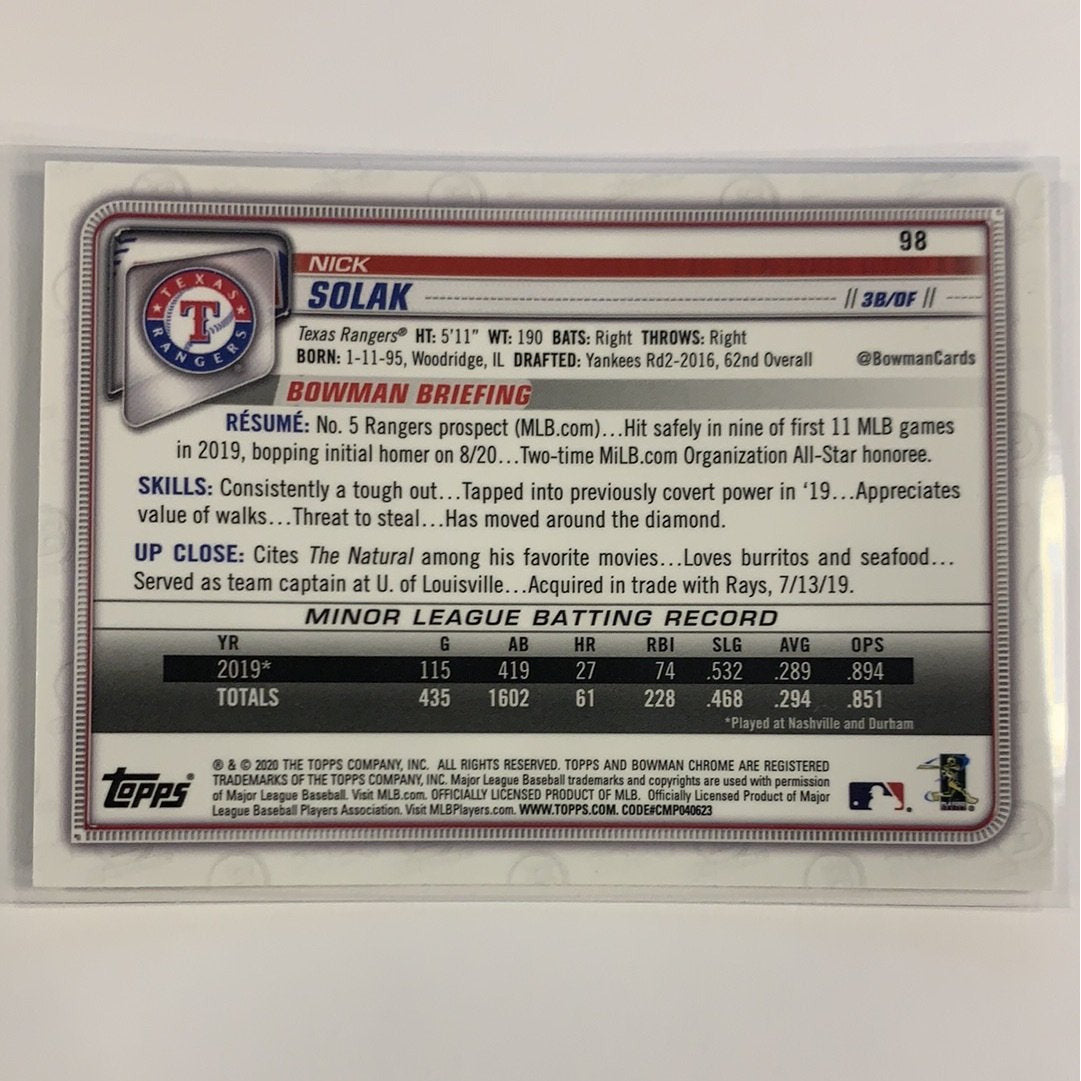 98
NICK
SOLAK // 3B/OF //
TEXAS RANGERS
T
Texas Rangers® HT: 5'11" WT: 190 BATS: Right THROWS: Right
BORN: 1-11-95, Woodridge, IL DRAFTED: Yankees Rd2-2016, 62nd Overall @BowmanCards
BOWMAN BRIEFING
RÉSUMÉ: No. 5 Rangers prospect (MLB.com)...Hit safely in nine of first 11 MLB games
in 2019, bopping initial homer on 8/20...Two-time MiLB.com Organization All-Star honoree.
SKILLS: Consistently a tough out...Tapped into previously covert power in '19...Appreciates
value of walks...Threat to steal...Has moved around the diamond.
UP CLOSE: Cites The Natural among his favorite movies...Loves burritos and seafood...
Served as team captain at U. of Louisville...Acquired in trade with Rays, 7/13/19.
MINOR LEAGUE BATTING RECORD
YR G AB HR RBI SLG AVG OPS
2019* 115 419 27 74 .532 .289 .894
TOTALS 435 1602 61 228 .468 .294 .851
*Played at Nashville and Durham
Topps®
® & © 2020 THE TOPPS COMPANY, INC. ALL RIGHTS RESERVED. TOPPS AND BOWMAN CHROME ARE REGISTERED
TRADEMARKS OF THE TOPPS COMPANY, INC. Major League Baseball trademarks and copyrights are used with permission
of Major League Baseball. Visit MLB.com. OFFICIALLY LICENSED PRODUCT OF MLB. Officially Licensed Product of Major
League Baseball Players Association. Visit MLBPlayers.com. WWW.TOPPS.COM. CODE#CMP040623